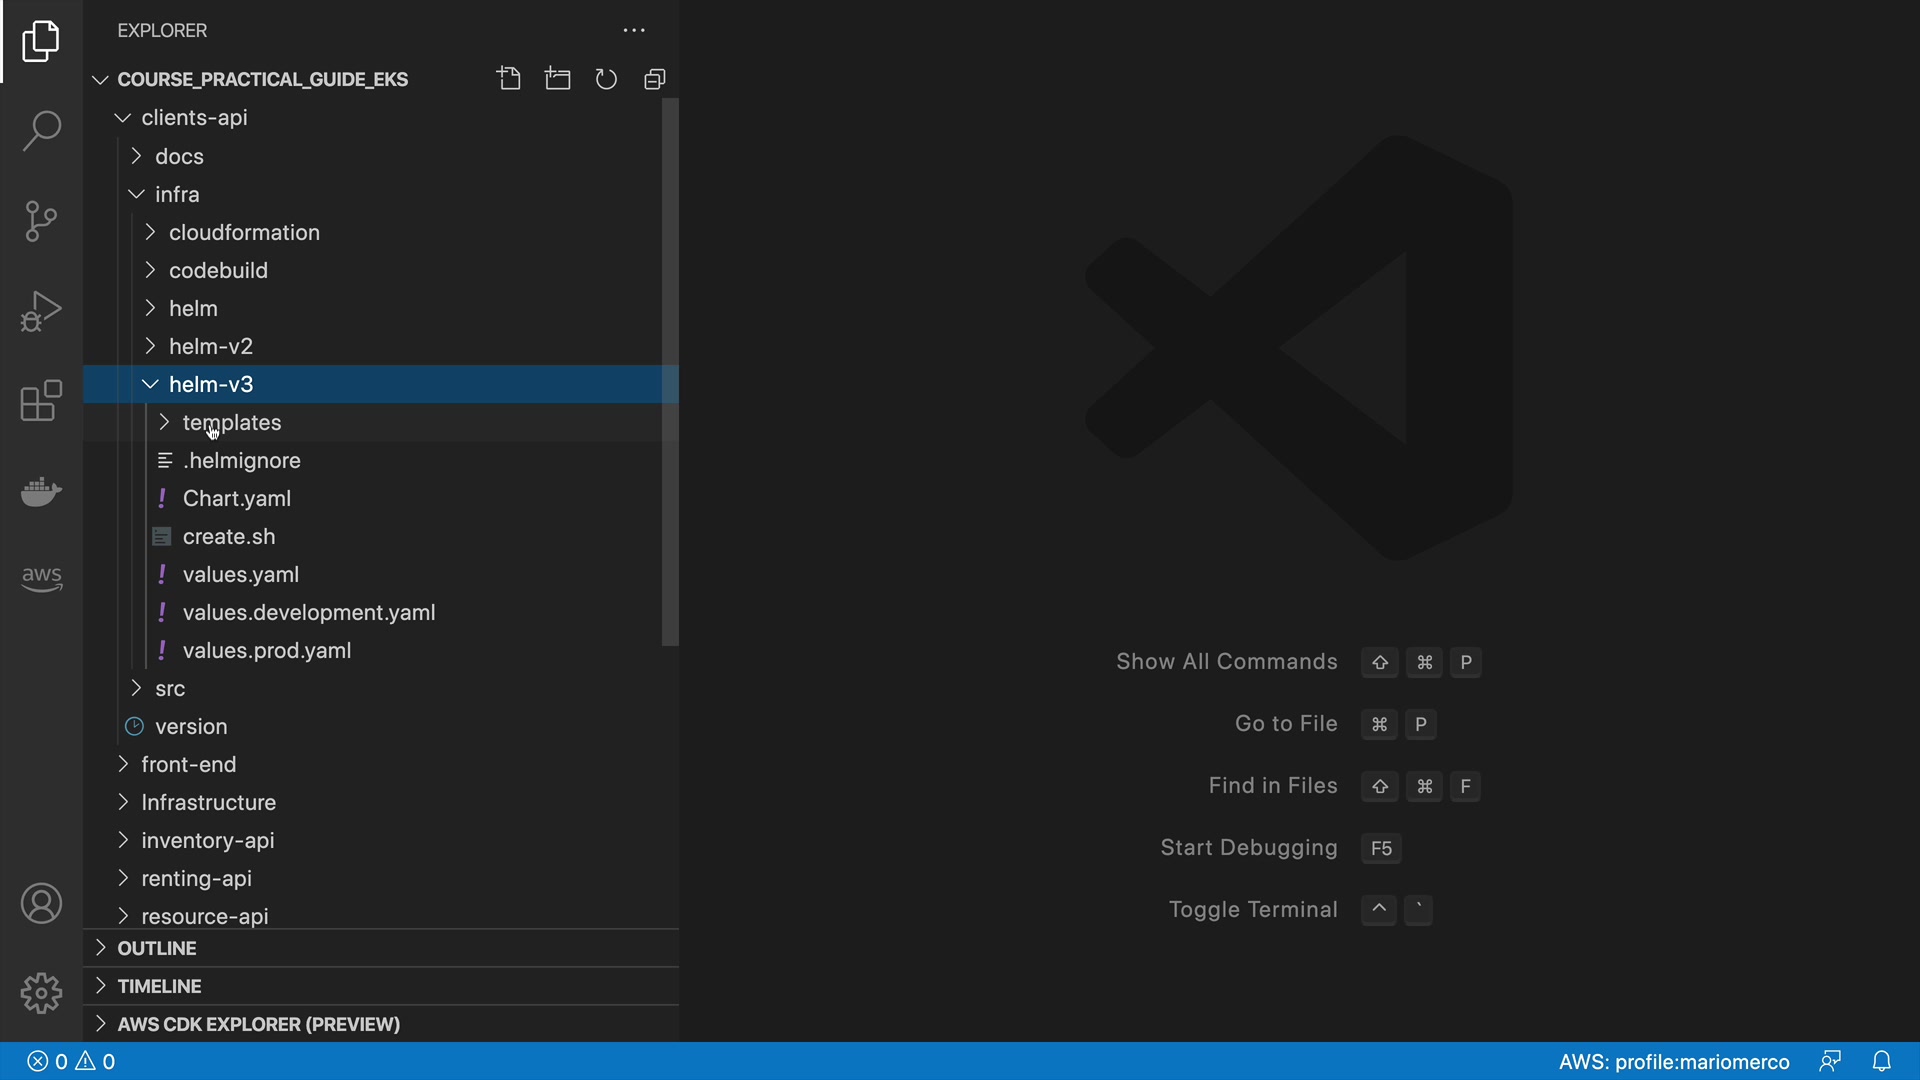 EXPLORER
COURSE_PRACTICAL_GUIDE_EKS
clients-api
docs
infra
cloudformation
codebuild
helm
helm-v2
helm-v3
templates
.helmignore
Chart.yaml
create.sh
values.yaml
values.development.yaml
values.prod.yaml
src
version
front-end
Infrastructure
inventory-api
renting-api
resource-api
OUTLINE
TIMELINE
AWS CDK EXPLORER (PREVIEW)
aws
Show All Commands ⇧ ⌘ P
Go to File ⌘ P
Find in Files ⇧ ⌘ F
Start Debugging F5
Toggle Terminal ^ `
0 0
AWS: profile:mariomerco